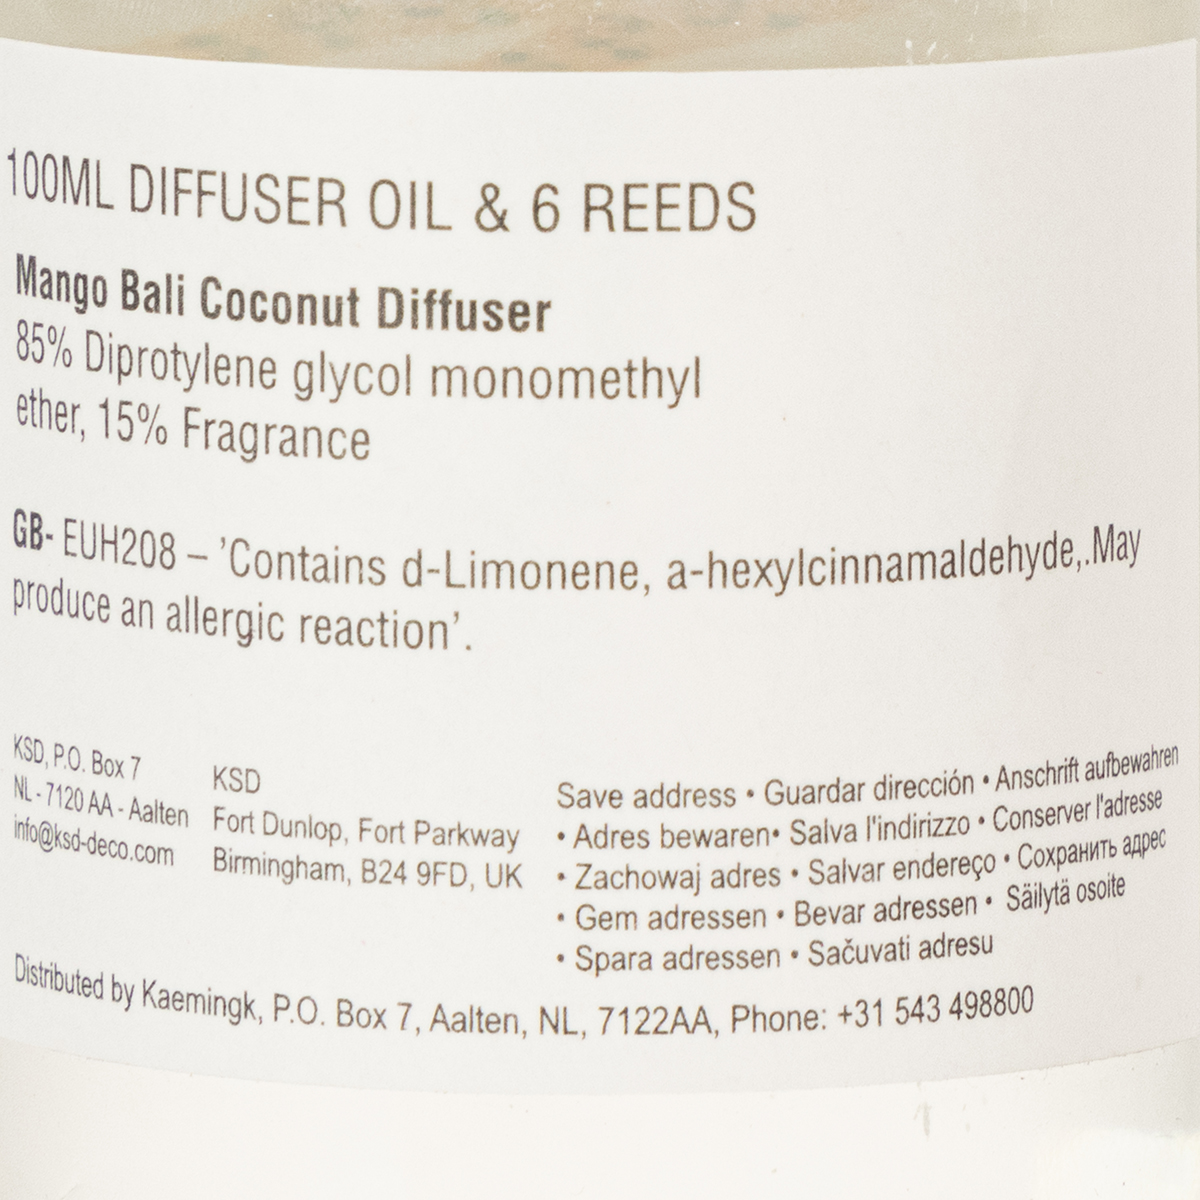 100ML DIFFUSER OIL & 6 REEDS
Mango Bali Coconut Diffuser
85% Diprotylene glycol monomethyl
ether, 15% Fragrance
GB- EUH208 – 'Contains d-Limonene, a-hexylcinnamaldehyde,.May
produce an allergic reaction'.
KSD, P.O. Box 7
NL - 7120 AA - Aalten
info@ksd-deco.com
KSD
Fort Dunlop, Fort Parkway
Birmingham, B24 9FD, UK
Save address • Guardar dirección • Anschrift aufbewahren
• Adres bewaren• Salva l'indirizzo • Conserver l'adresse
• Zachowaj adres • Salvar endereço • Сохранить адрес
• Gem adressen • Bevar adressen • Säilytä osoite
• Spara adressen • Sačuvati adresu
Distributed by Kaemingk, P.O. Box 7, Aalten, NL, 7122AA, Phone: +31 543 498800